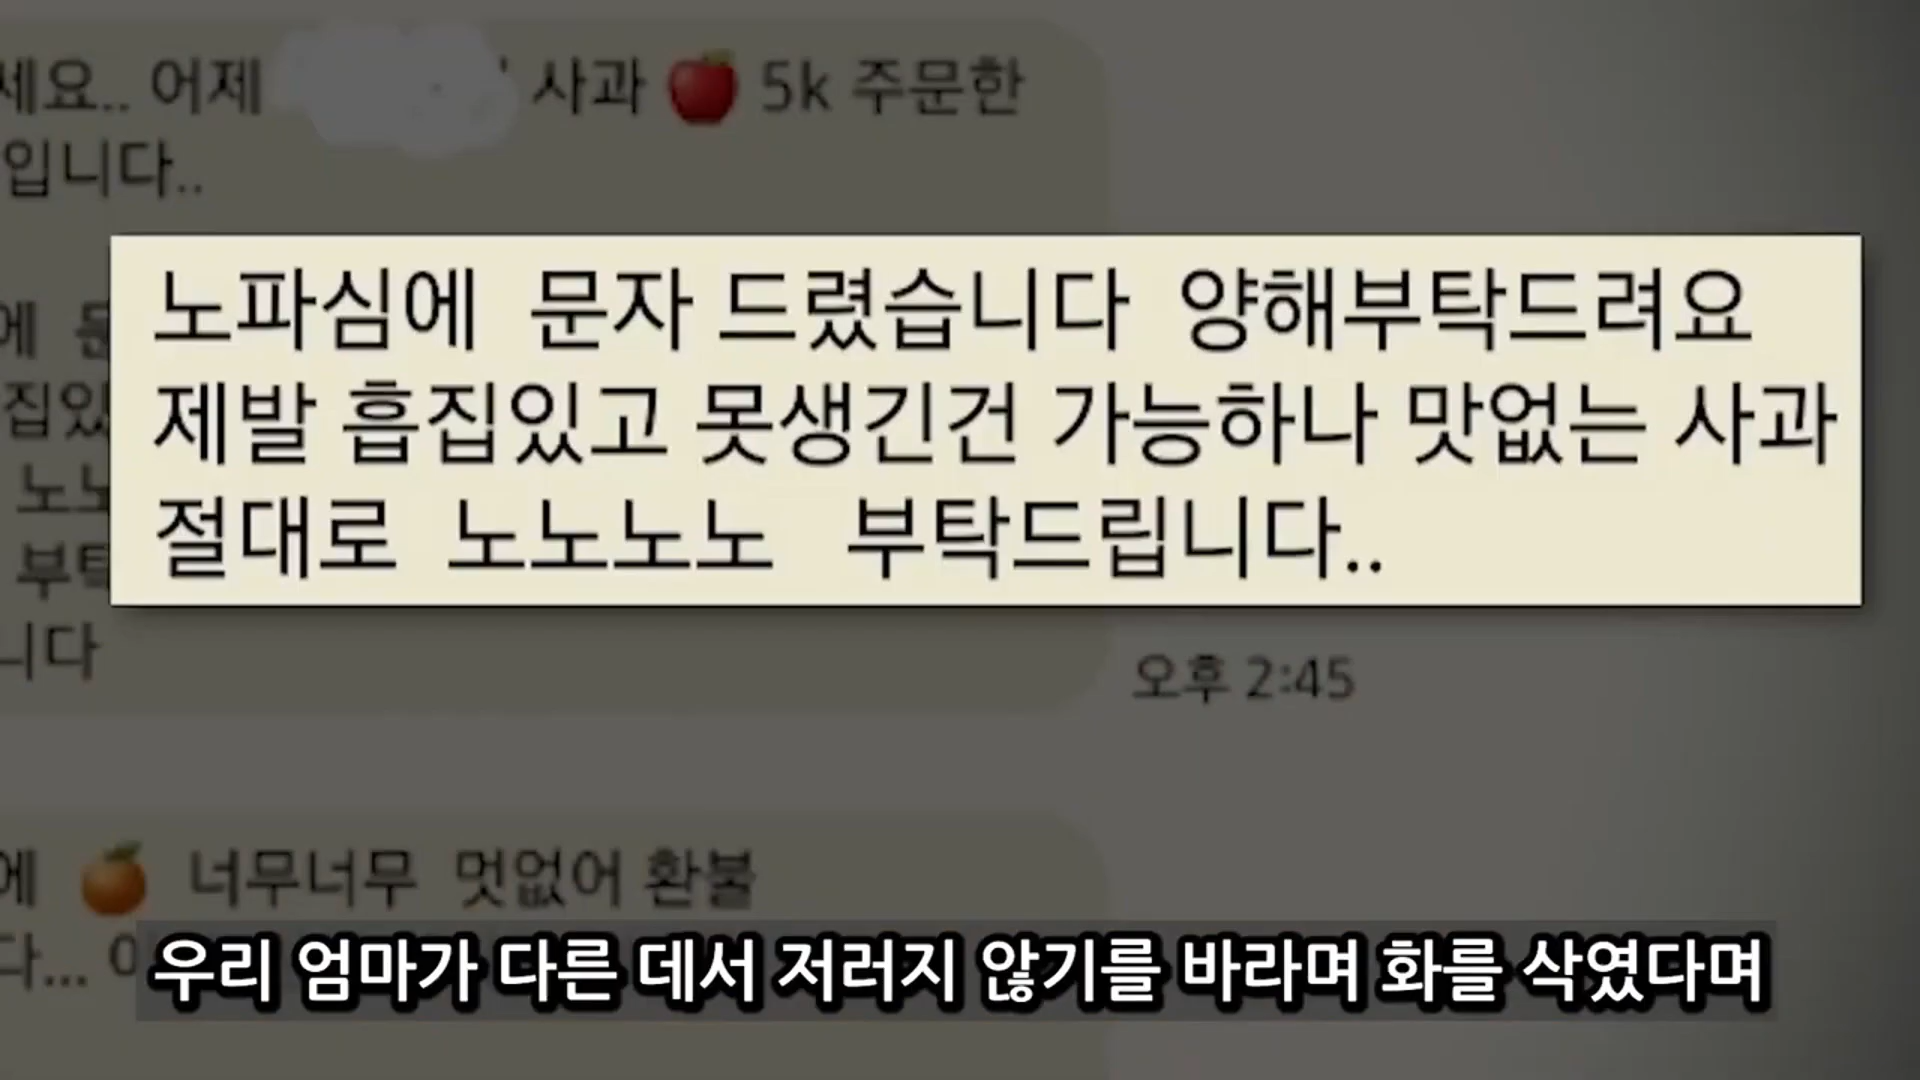 세요.. 어제 사과 🍎 5k 주문한
입니다..
노파심에 문자 드렸습니다 양해부탁드려요
제발 흡집있고 못생긴건 가능하나 맛없는 사과
절대로 노노노노 부탁드립니다..
니다
오후 2:45
에 🍊 너무너무 멋없어 환불
다...
우리 엄마가 다른 데서 저러지 않기를 바라며 화를 삭였다며